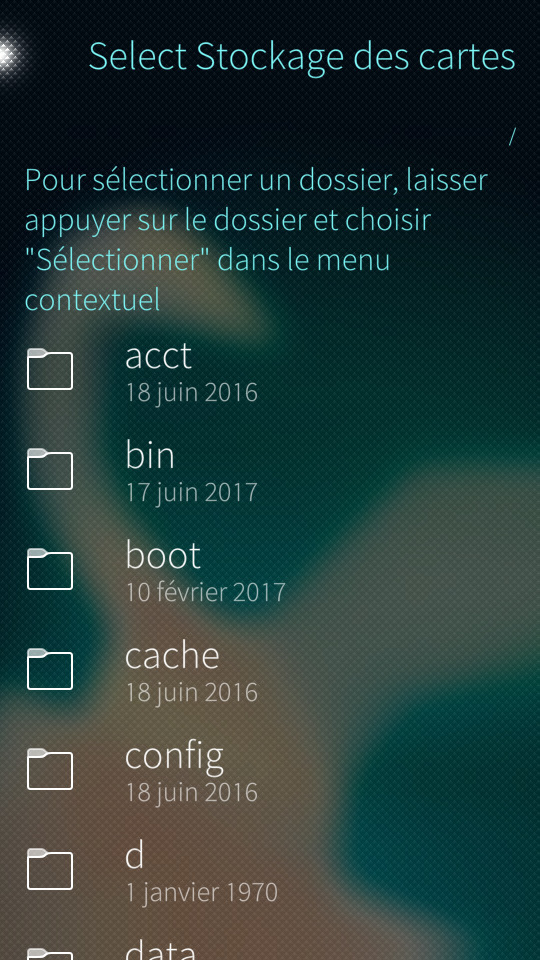 Select Stockage des cartes
/
Pour sélectionner un dossier, laisser
appuyer sur le dossier et choisir
"Sélectionner" dans le menu
contextuel
acct
18 juin 2016
bin
17 juin 2017
boot
10 février 2017
cache
18 juin 2016
config
18 juin 2016
d
1 janvier 1970
data